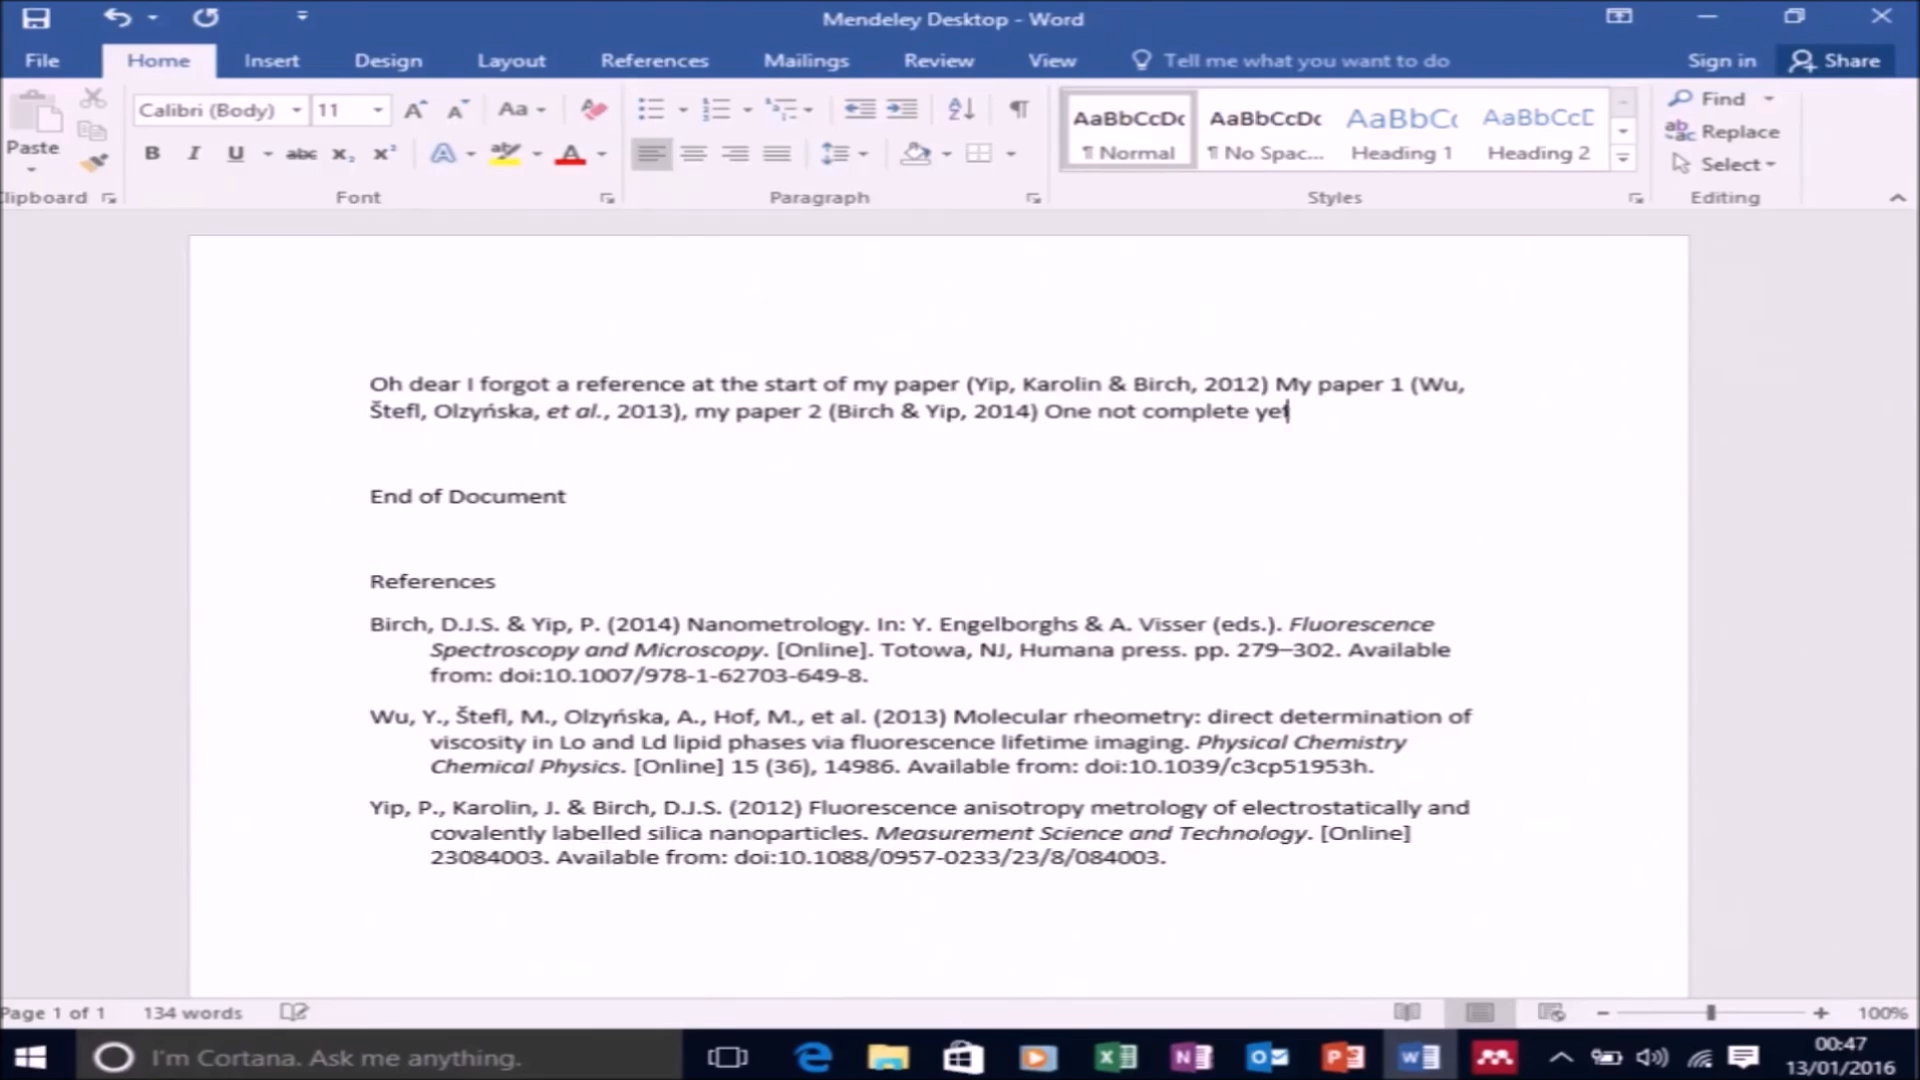 Mendeley Desktop - Word
File Home Insert Design Layout References Mailings Review View Tell me what you want to do Sign in Share
Calibri (Body) 11 Aa AaBbCcDc AaBbCcDc AaBbCc AaBbCcD Find
Paste B I U abc x₂ x² A ab A ¶ Normal ¶ No Spac... Heading 1 Heading 2 Replace
Select
lipboard Font Paragraph Styles Editing
Oh dear I forgot a reference at the start of my paper (Yip, Karolin & Birch, 2012) My paper 1 (Wu,
Štefl, Olzyńska, et al., 2013), my paper 2 (Birch & Yip, 2014) One not complete yet
End of Document
References
Birch, D.J.S. & Yip, P. (2014) Nanometrology. In: Y. Engelborghs & A. Visser (eds.). Fluorescence
Spectroscopy and Microscopy. [Online]. Totowa, NJ, Humana press. pp. 279–302. Available
from: doi:10.1007/978-1-62703-649-8.
Wu, Y., Štefl, M., Olzyńska, A., Hof, M., et al. (2013) Molecular rheometry: direct determination of
viscosity in Lo and Ld lipid phases via fluorescence lifetime imaging. Physical Chemistry
Chemical Physics. [Online] 15 (36), 14986. Available from: doi:10.1039/c3cp51953h.
Yip, P., Karolin, J. & Birch, D.J.S. (2012) Fluorescence anisotropy metrology of electrostatically and
covalently labelled silica nanoparticles. Measurement Science and Technology. [Online]
23084003. Available from: doi:10.1088/0957-0233/23/8/084003.
Page 1 of 1 134 words 100%
I'm Cortana. Ask me anything. 00:47
13/01/2016